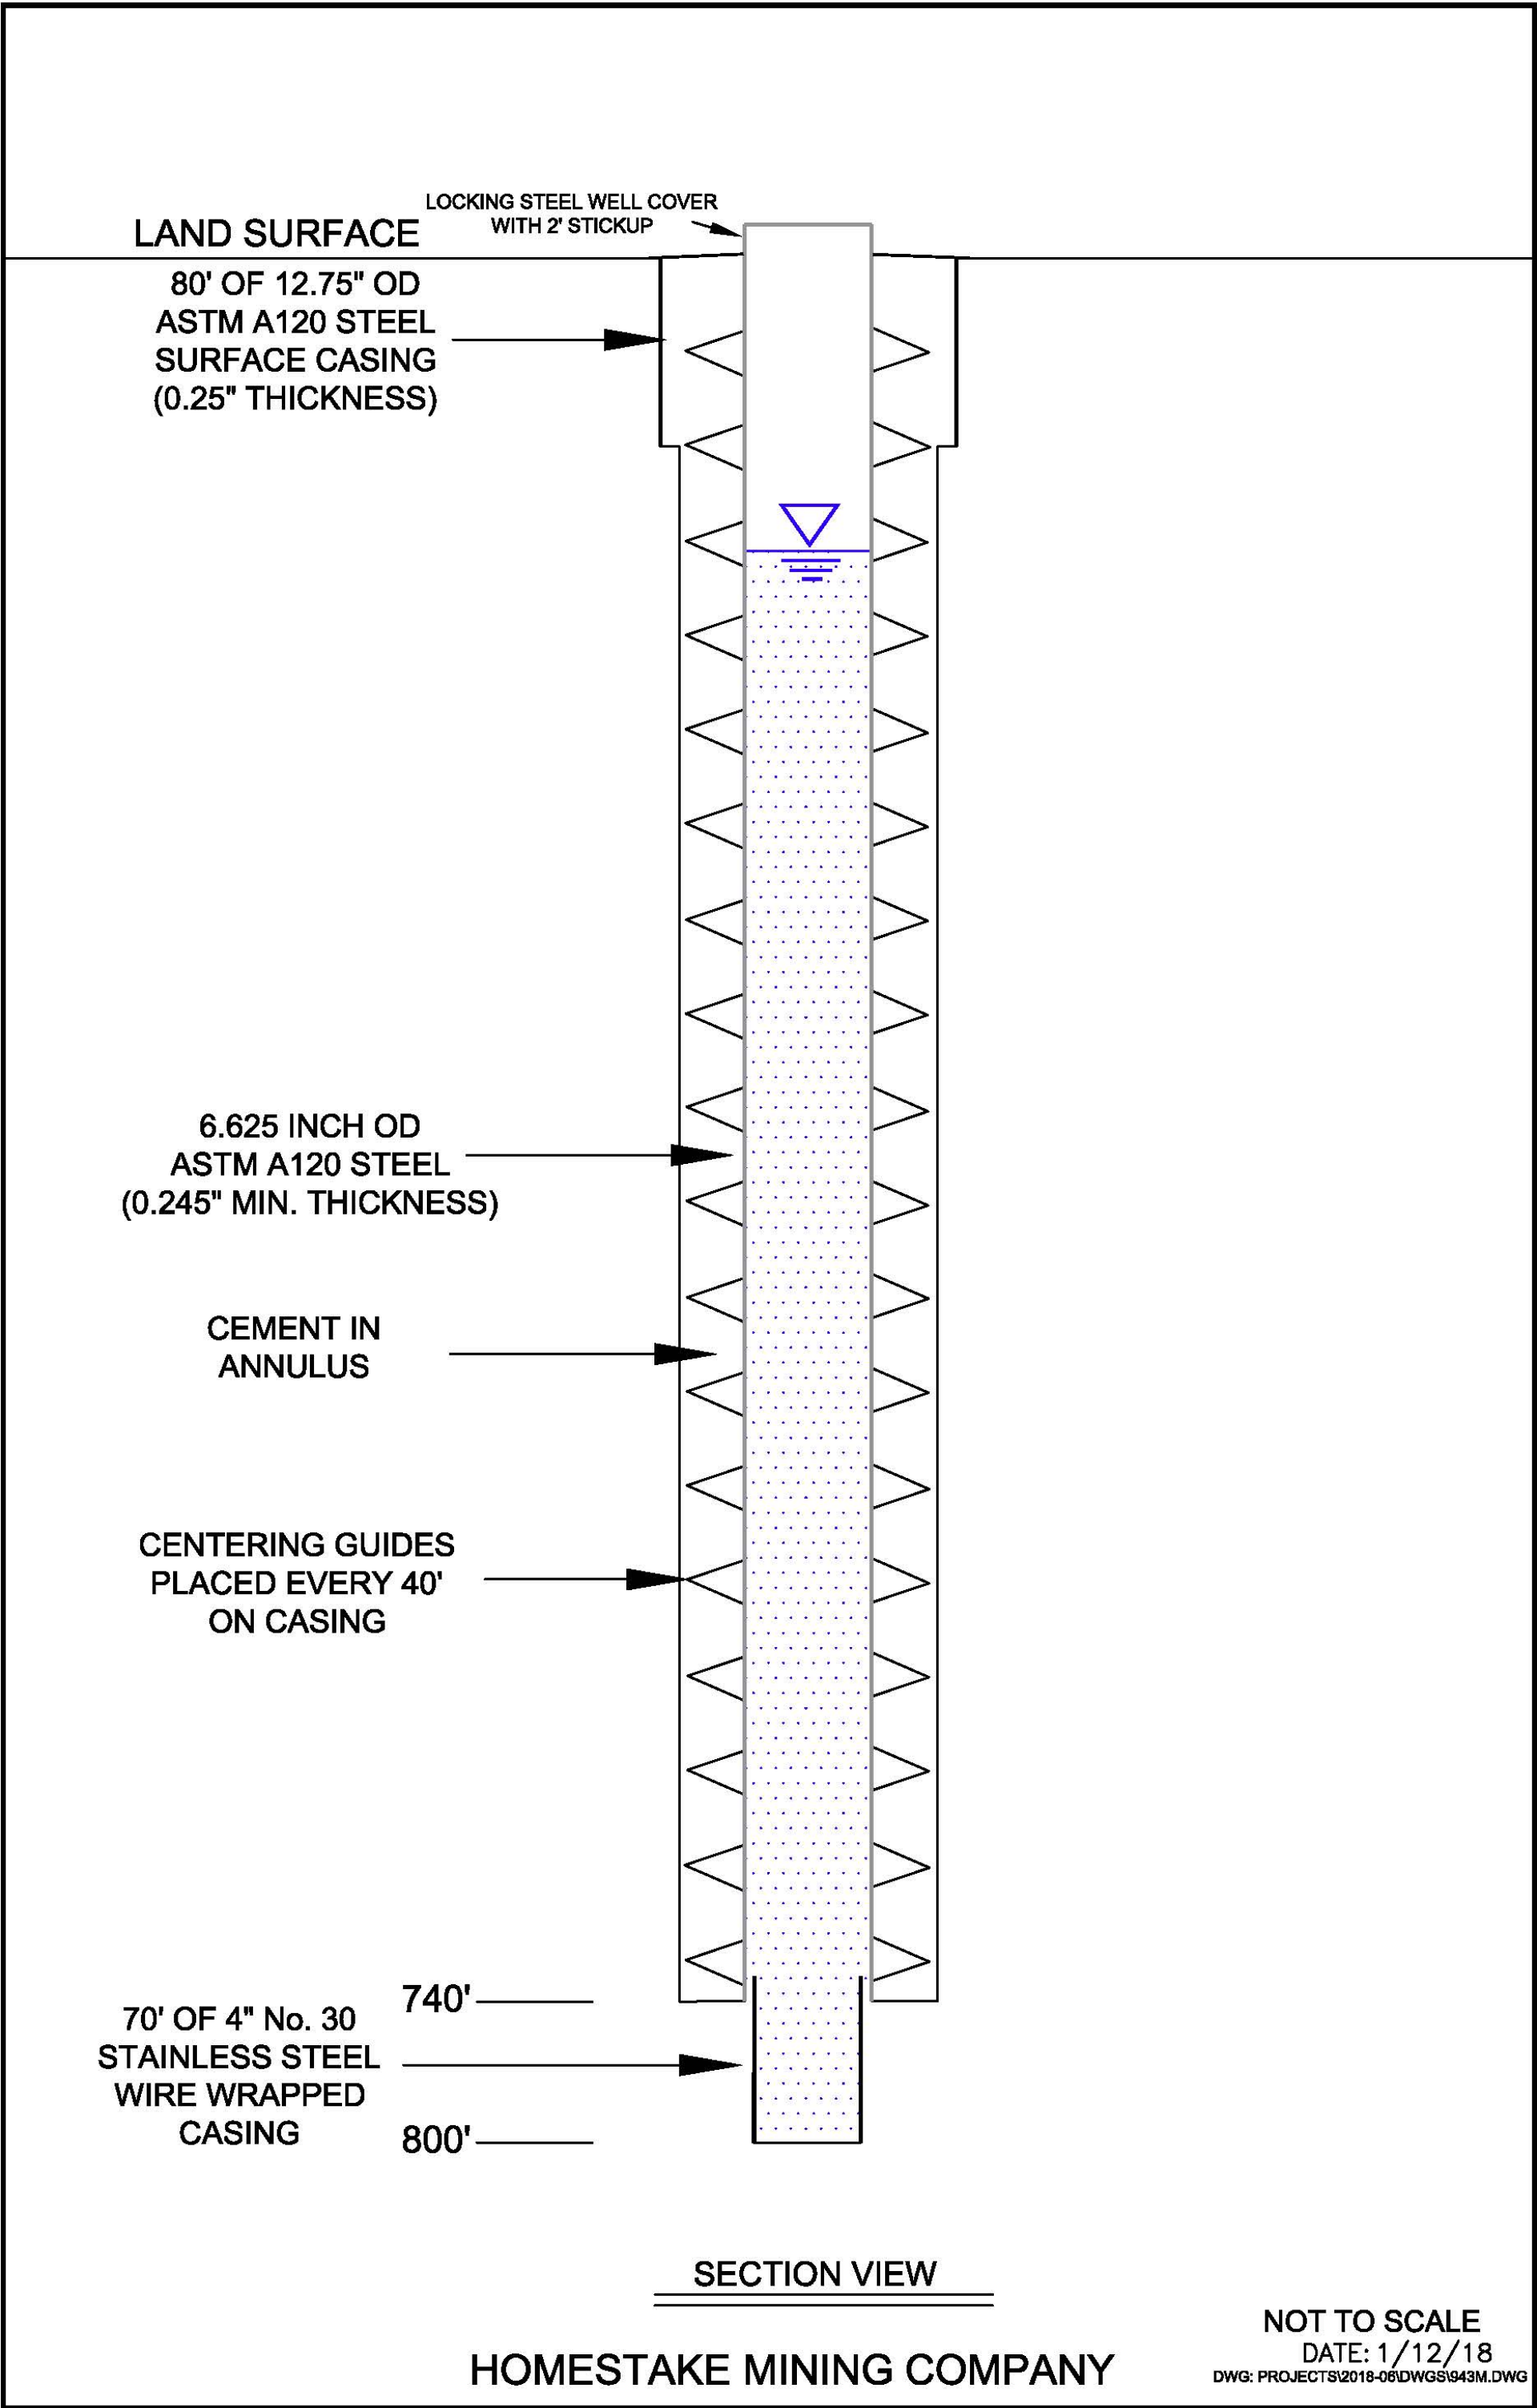 LOCKING STEEL WELL COVER
WITH 2' STICKUP
LAND SURFACE
80' OF 12.75" OD
ASTM A120 STEEL
SURFACE CASING
(0.25" THICKNESS)
6.625 INCH OD
ASTM A120 STEEL
(0.245" MIN. THICKNESS)
CEMENT IN
ANNULUS
CENTERING GUIDES
PLACED EVERY 40'
ON CASING
740'
70' OF 4" No. 30
STAINLESS STEEL
WIRE WRAPPED
CASING
800'
SECTION VIEW
HOMESTAKE MINING COMPANY
NOT TO SCALE
DATE: 1/12/18
DWG: PROJECTS\2018-06\DWGS\943M.DWG